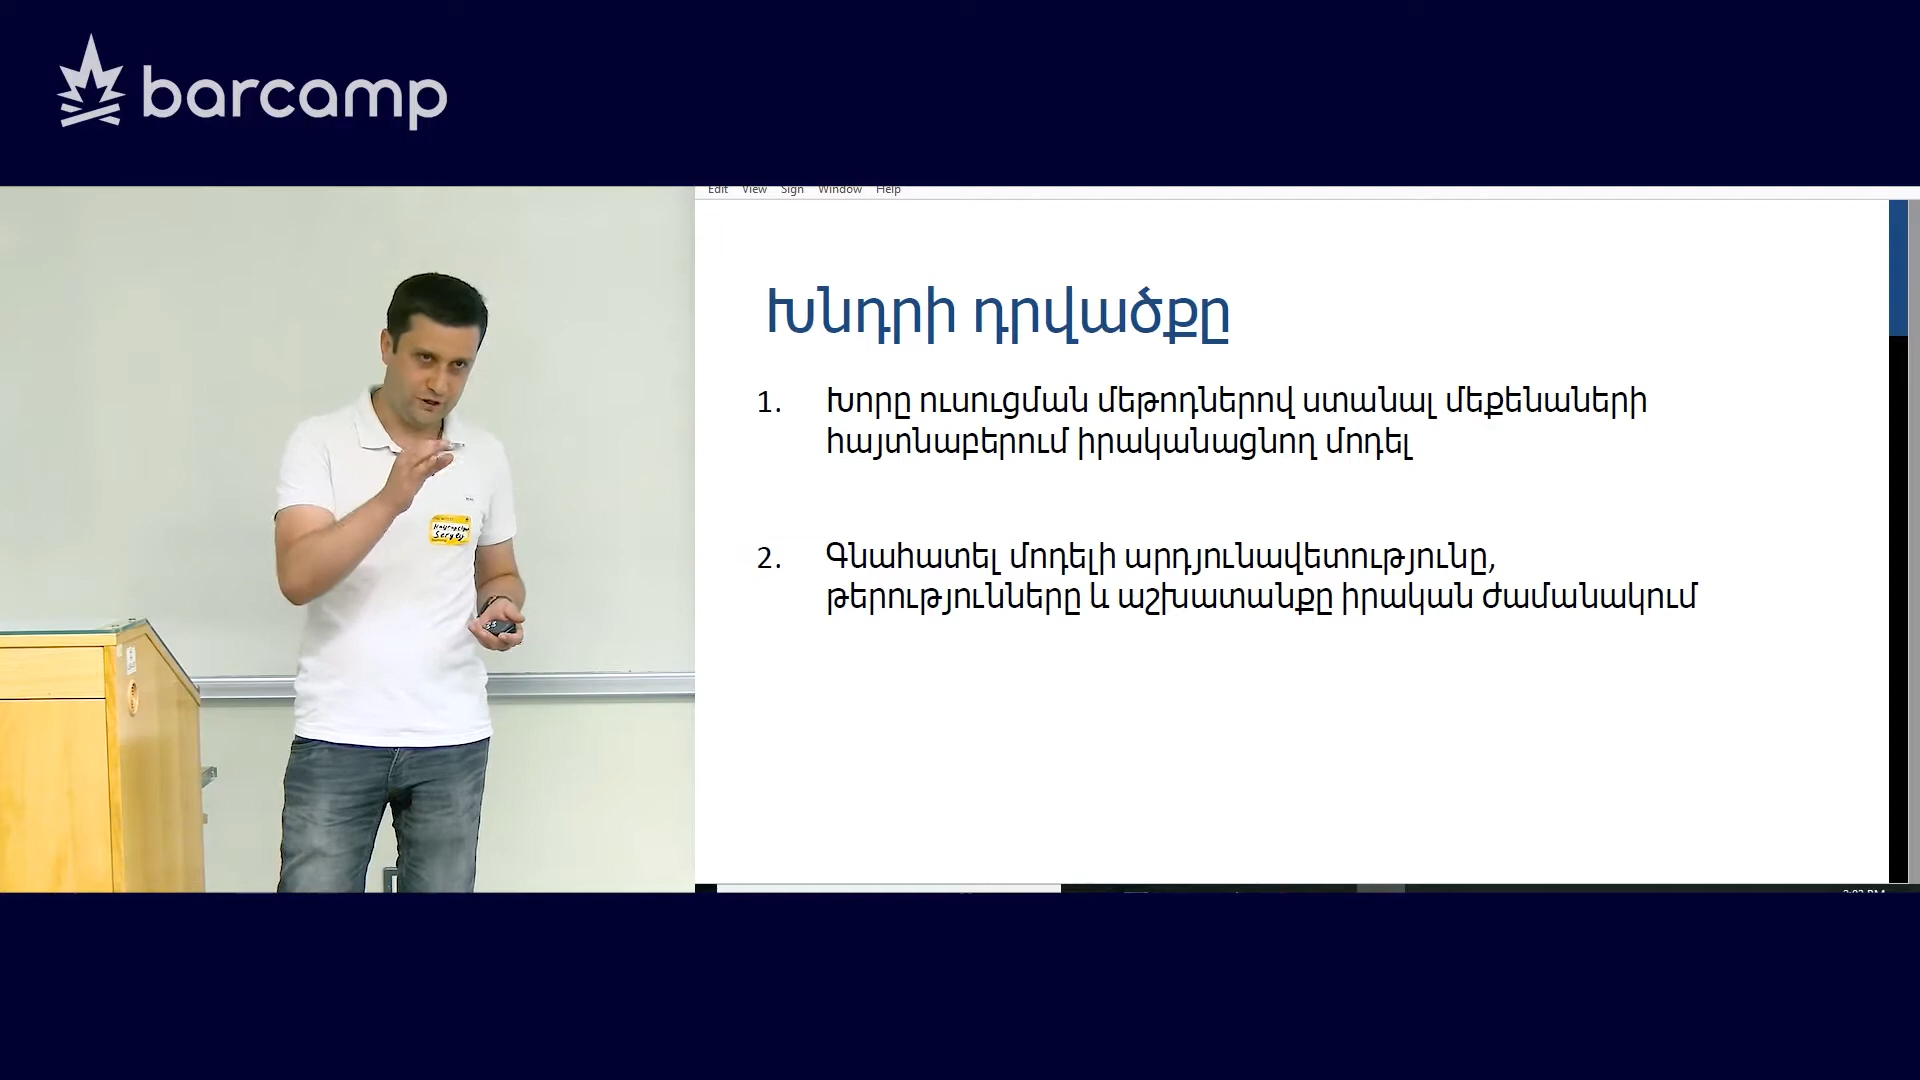 barcamp
Edit View Sign Window Help
Խնդրի դրվածքը
1. Խորը ուսուցման մեթոդներով ստանալ մեքենաների
հայտնաբերում իրականացնող մոդել
2. Գնահատել մոդելի արդյունավետությունը,
թերությունները և աշխատանքը իրական ժամանակում
Sergey